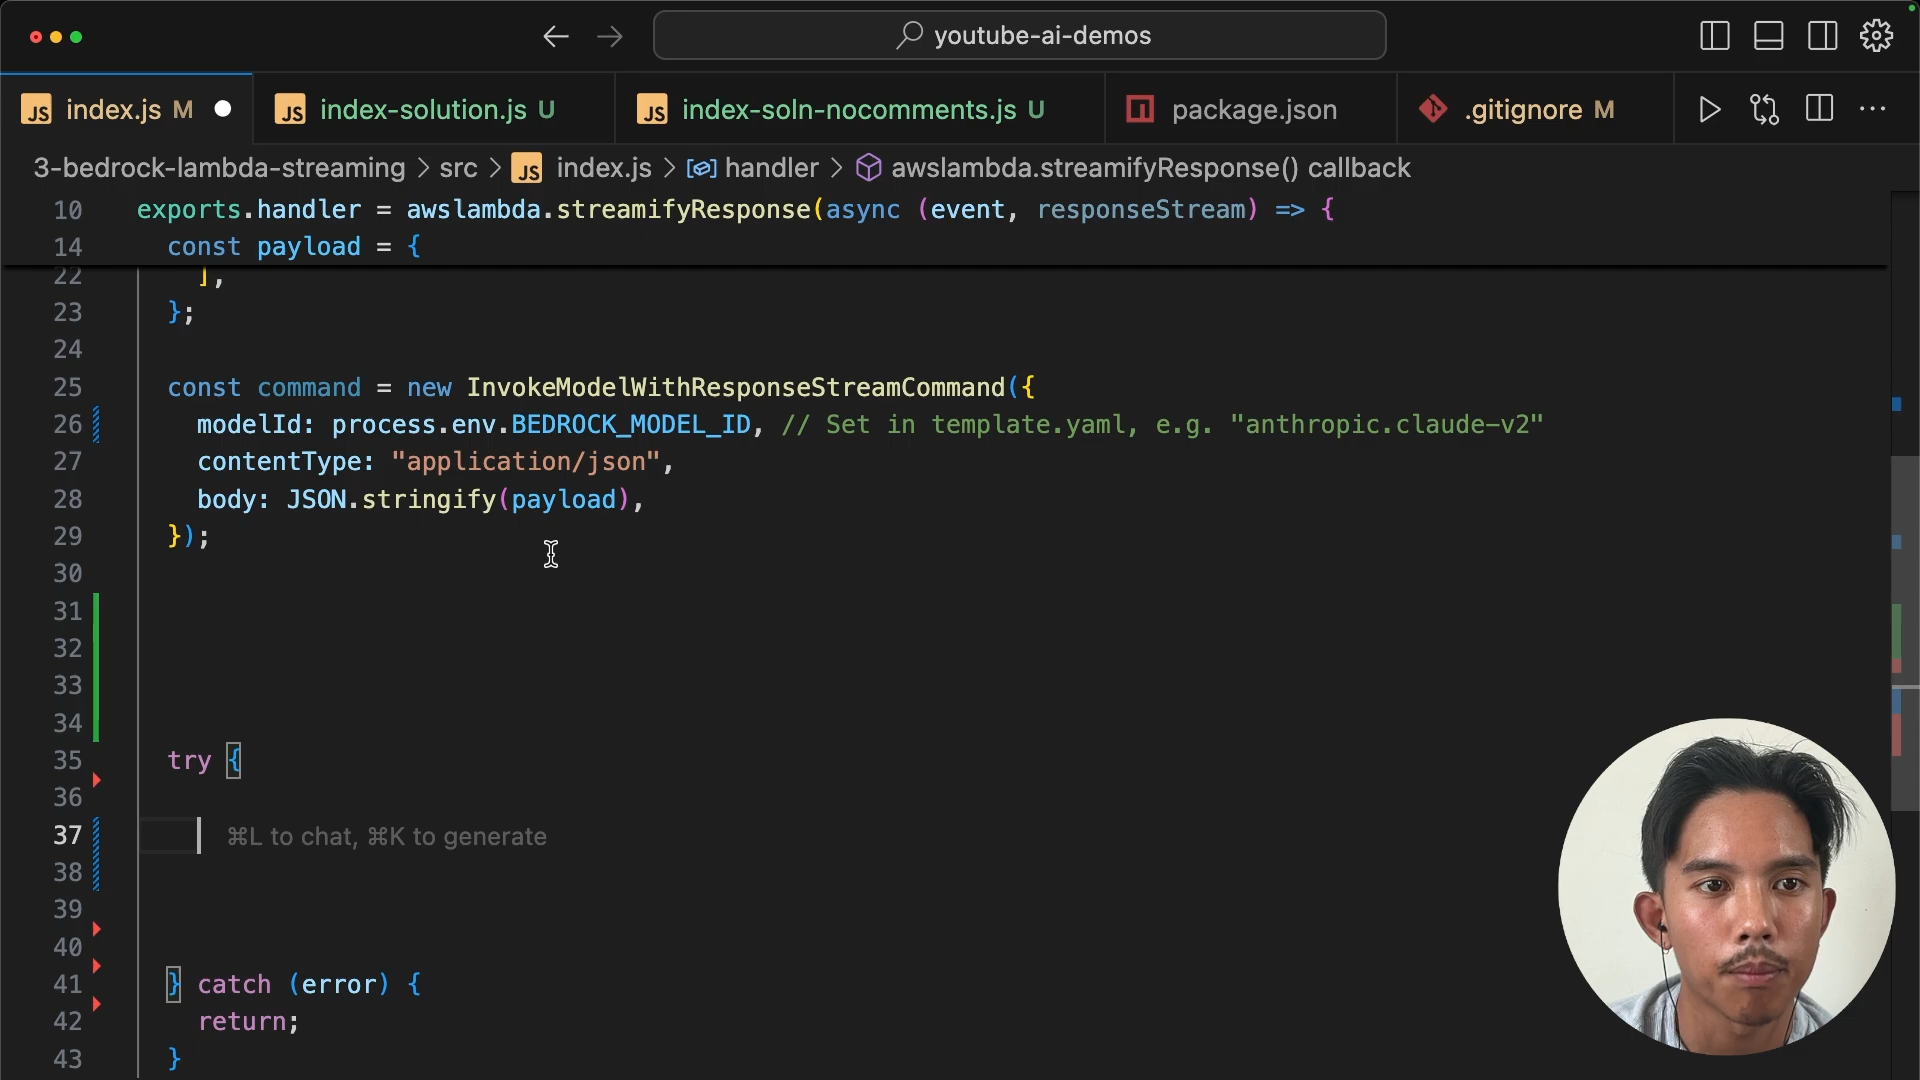 youtube-ai-demos
JS index.js M
JS index-solution.js U
JS index-soln-nocomments.js U
package.json
.gitignore M
3-bedrock-lambda-streaming > src > JS index.js > handler > awslambda.streamifyResponse() callback
10 exports.handler = awslambda.streamifyResponse(async (event, responseStream) => {
14 const payload = {
22 ],
23 };
24
25 const command = new InvokeModelWithResponseStreamCommand({
26 modelId: process.env.BEDROCK_MODEL_ID, // Set in template.yaml, e.g. "anthropic.claude-v2"
27 contentType: "application/json",
28 body: JSON.stringify(payload),
29 });
30
31
32
33
34
35 try {
36
37 ⌘L to chat, ⌘K to generate
38
39
40
41 } catch (error) {
42 return;
43 }